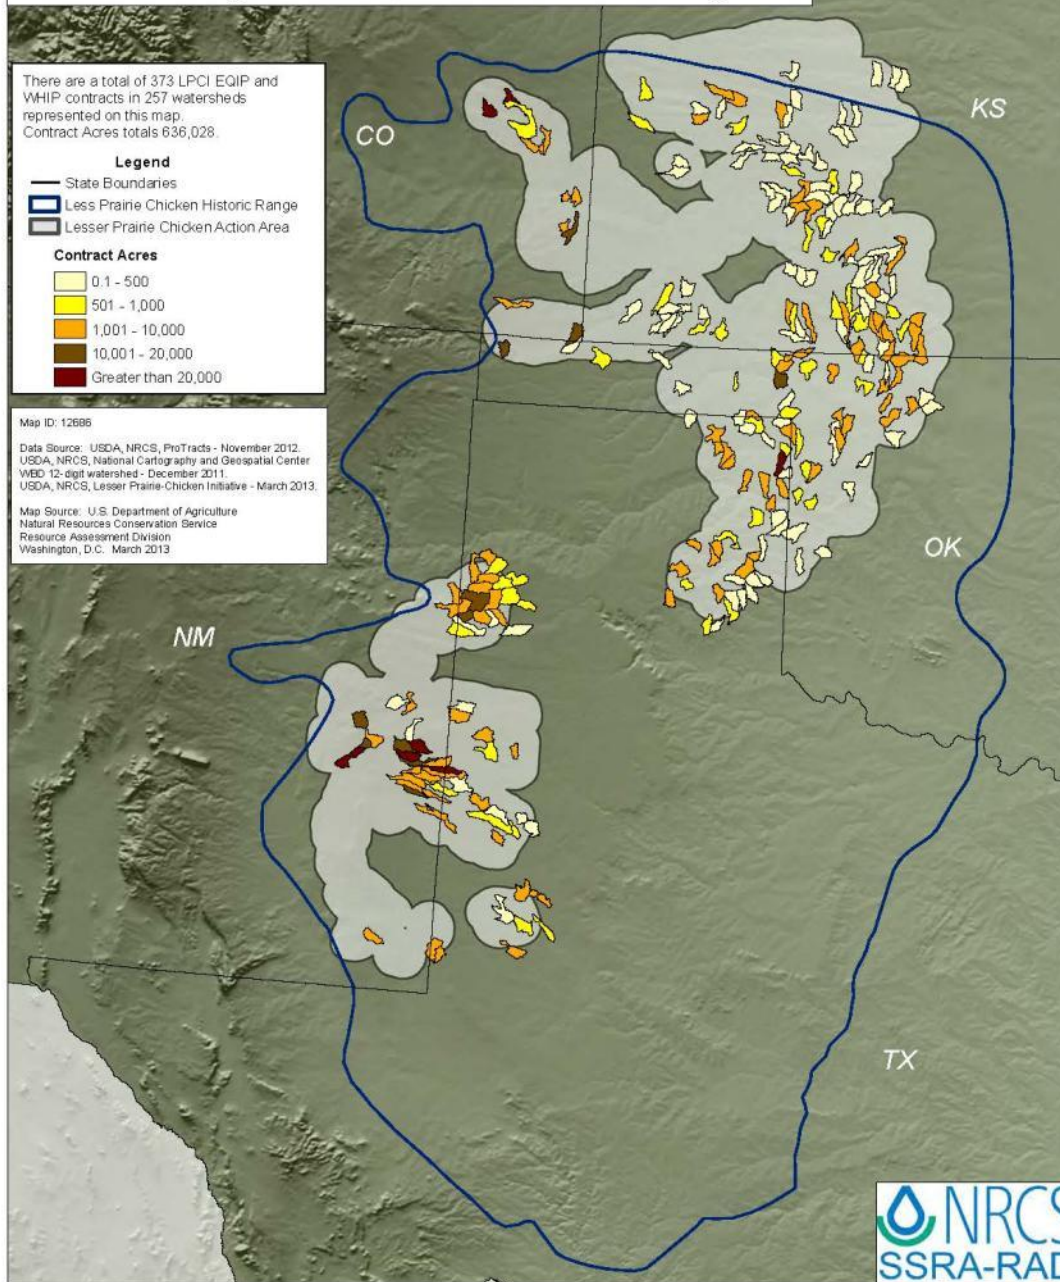 There are a total of 373 LPCI EQIP and
WHIP contracts in 257 watersheds
represented on this map.
Contract Acres totals 636,028.
Legend
State Boundaries
Less Prairie Chicken Historic Range
Lesser Prairie Chicken Action Area
Contract Acres
0.1 - 500
501 - 1,000
1,001 - 10,000
10,001 - 20,000
Greater than 20,000
Map ID: 12686
Data Source: USDA, NRCS, ProTracts - November 2012.
USDA, NRCS, National Cartography and Geospatial Center
WBD 12-digit watershed - December 2011.
USDA, NRCS, Lesser Prairie-Chicken Initiative - March 2013.
Map Source: U.S. Department of Agriculture
Natural Resources Conservation Service
Resource Assessment Division
Washington, D.C. March 2013
CO
KS
OK
NM
TX
NRCS
SSRA-RAD